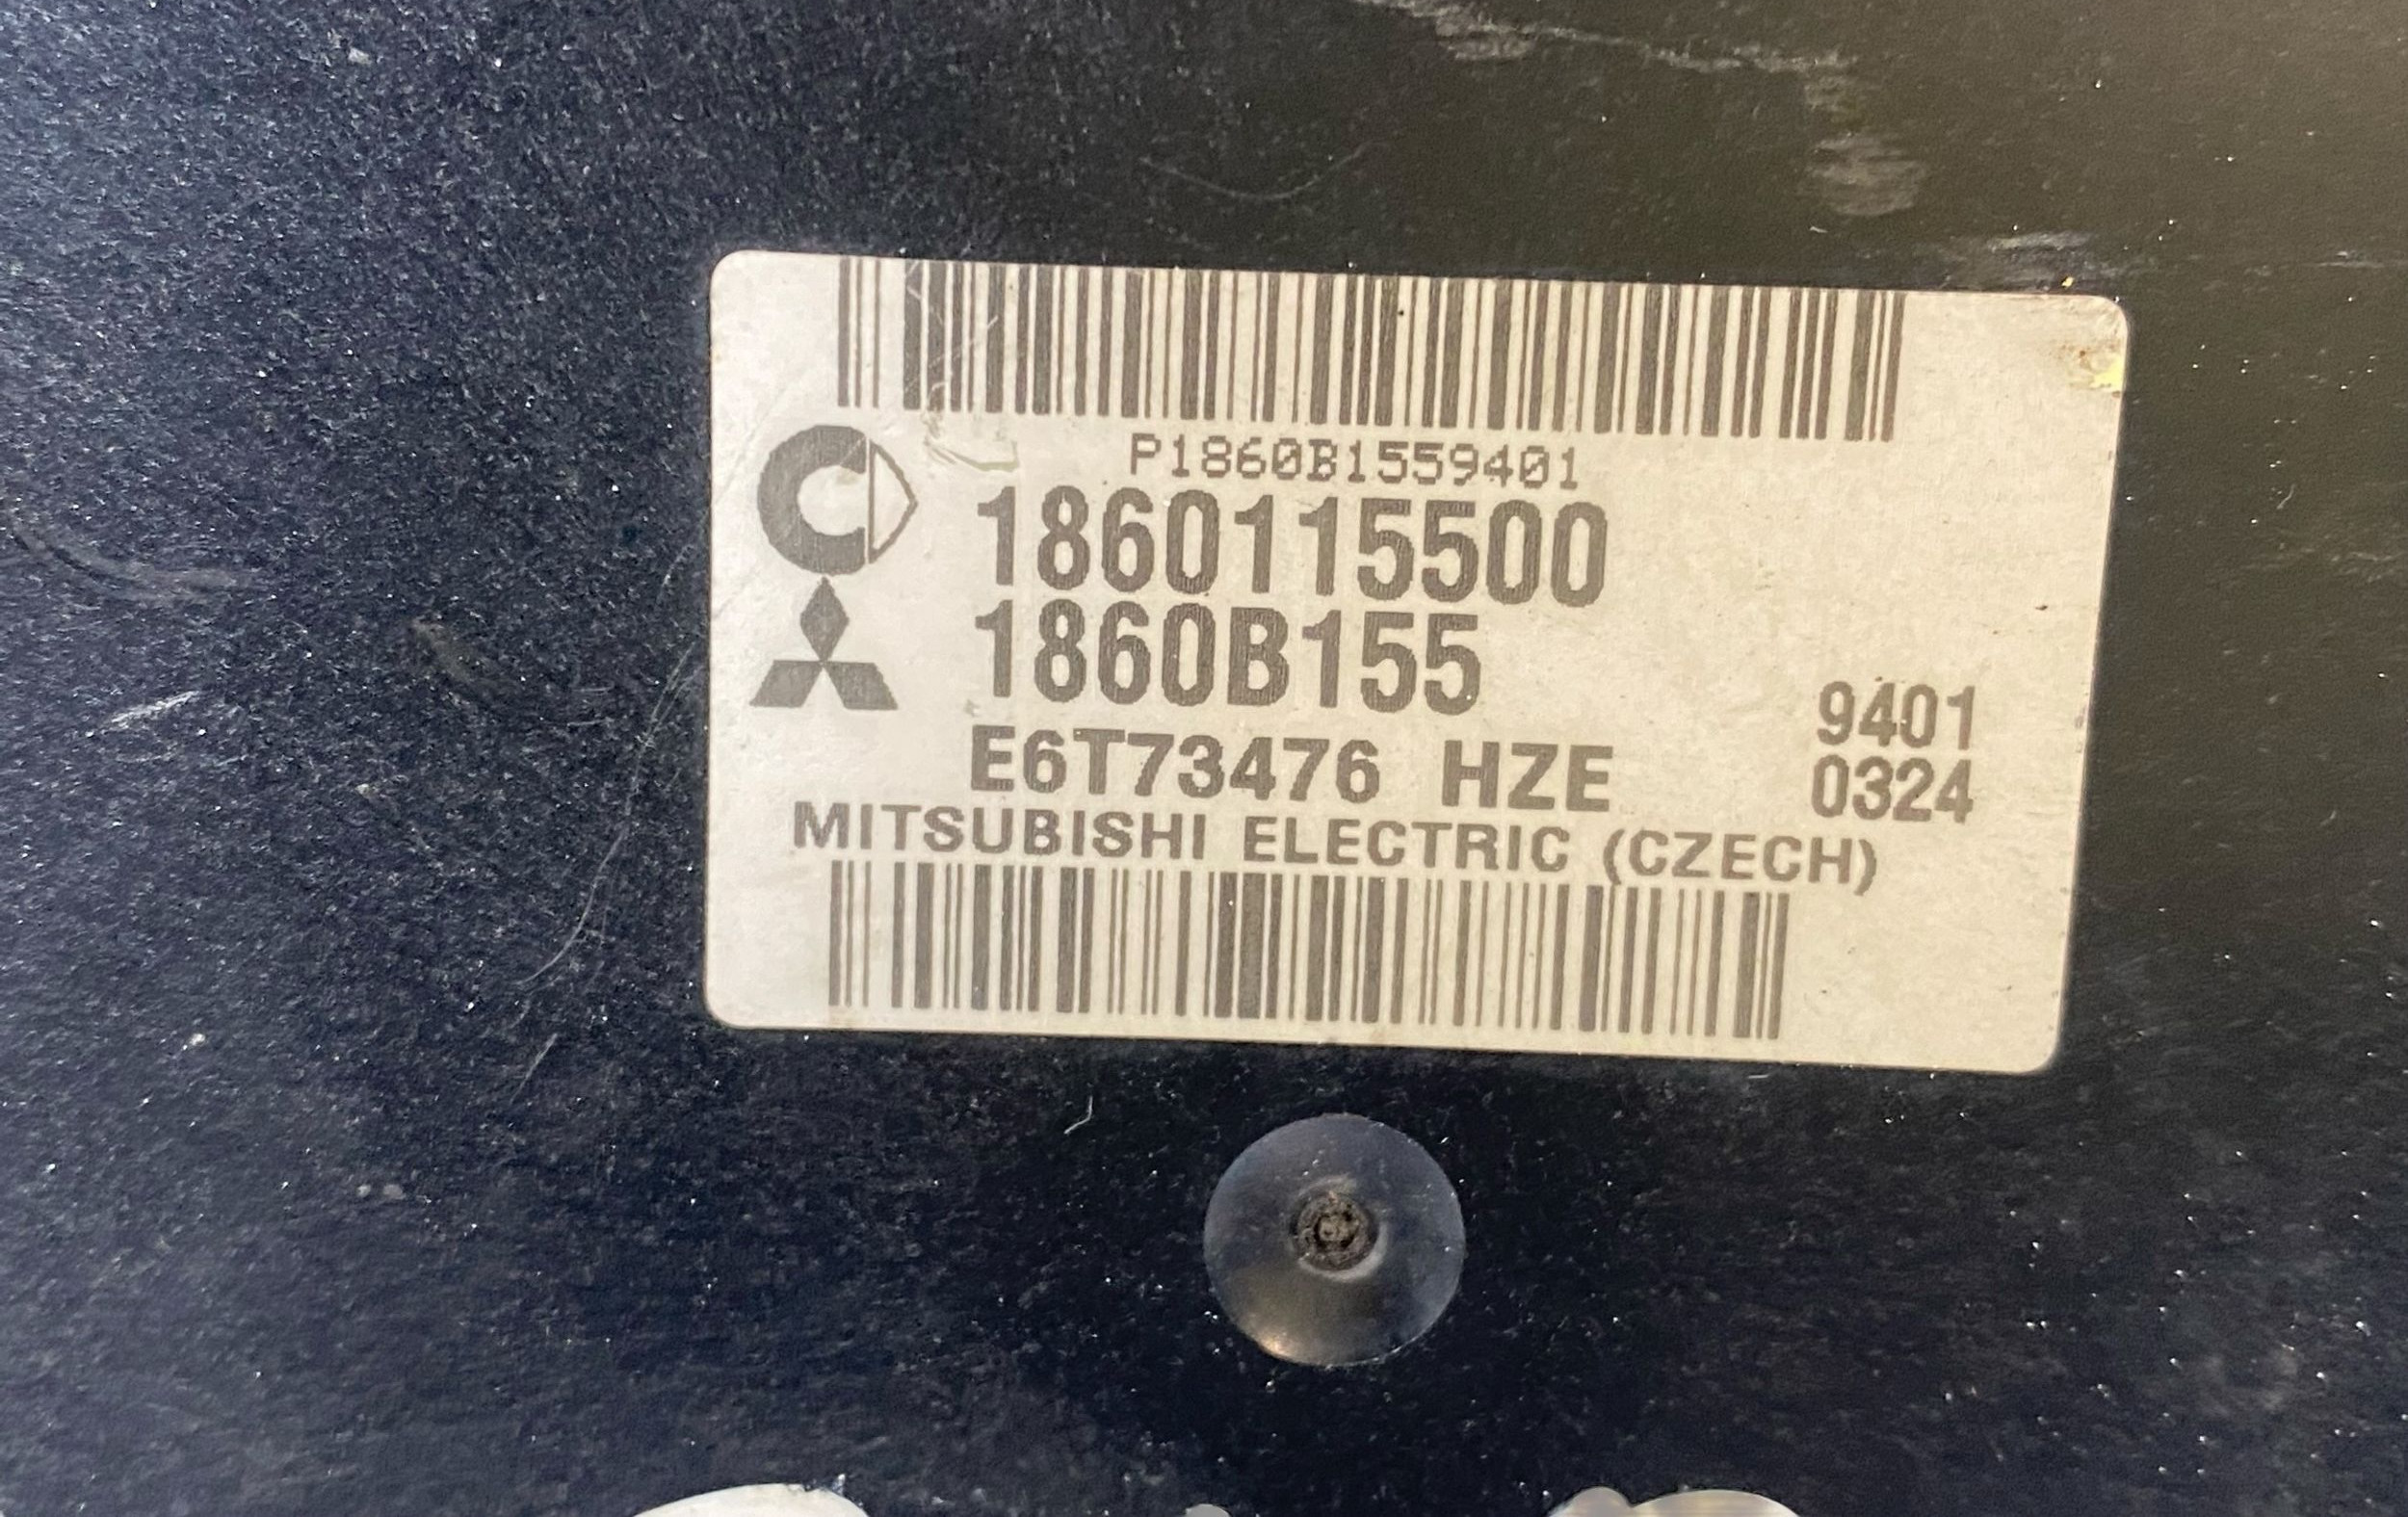 P1860B1559401
1860115500
1860B155
9401
E6T73476 HZE
0324
MITSUBISHI ELECTRIC (CZECH)